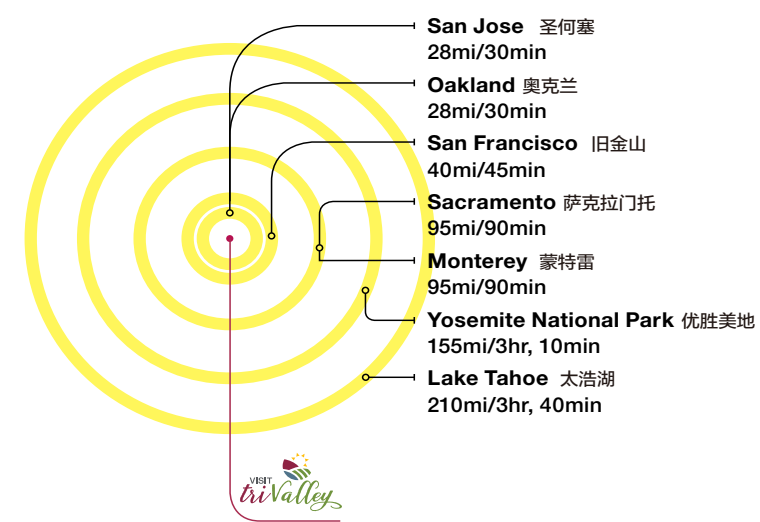 San Jose 圣何塞
28mi/30min
Oakland 奥克兰
28mi/30min
San Francisco 旧金山
40mi/45min
Sacramento 萨克拉门托
95mi/90min
Monterey 蒙特雷
95mi/90min
Yosemite National Park 优胜美地
155mi/3hr, 10min
Lake Tahoe 太浩湖
210mi/3hr, 40min
VISIT
triValley